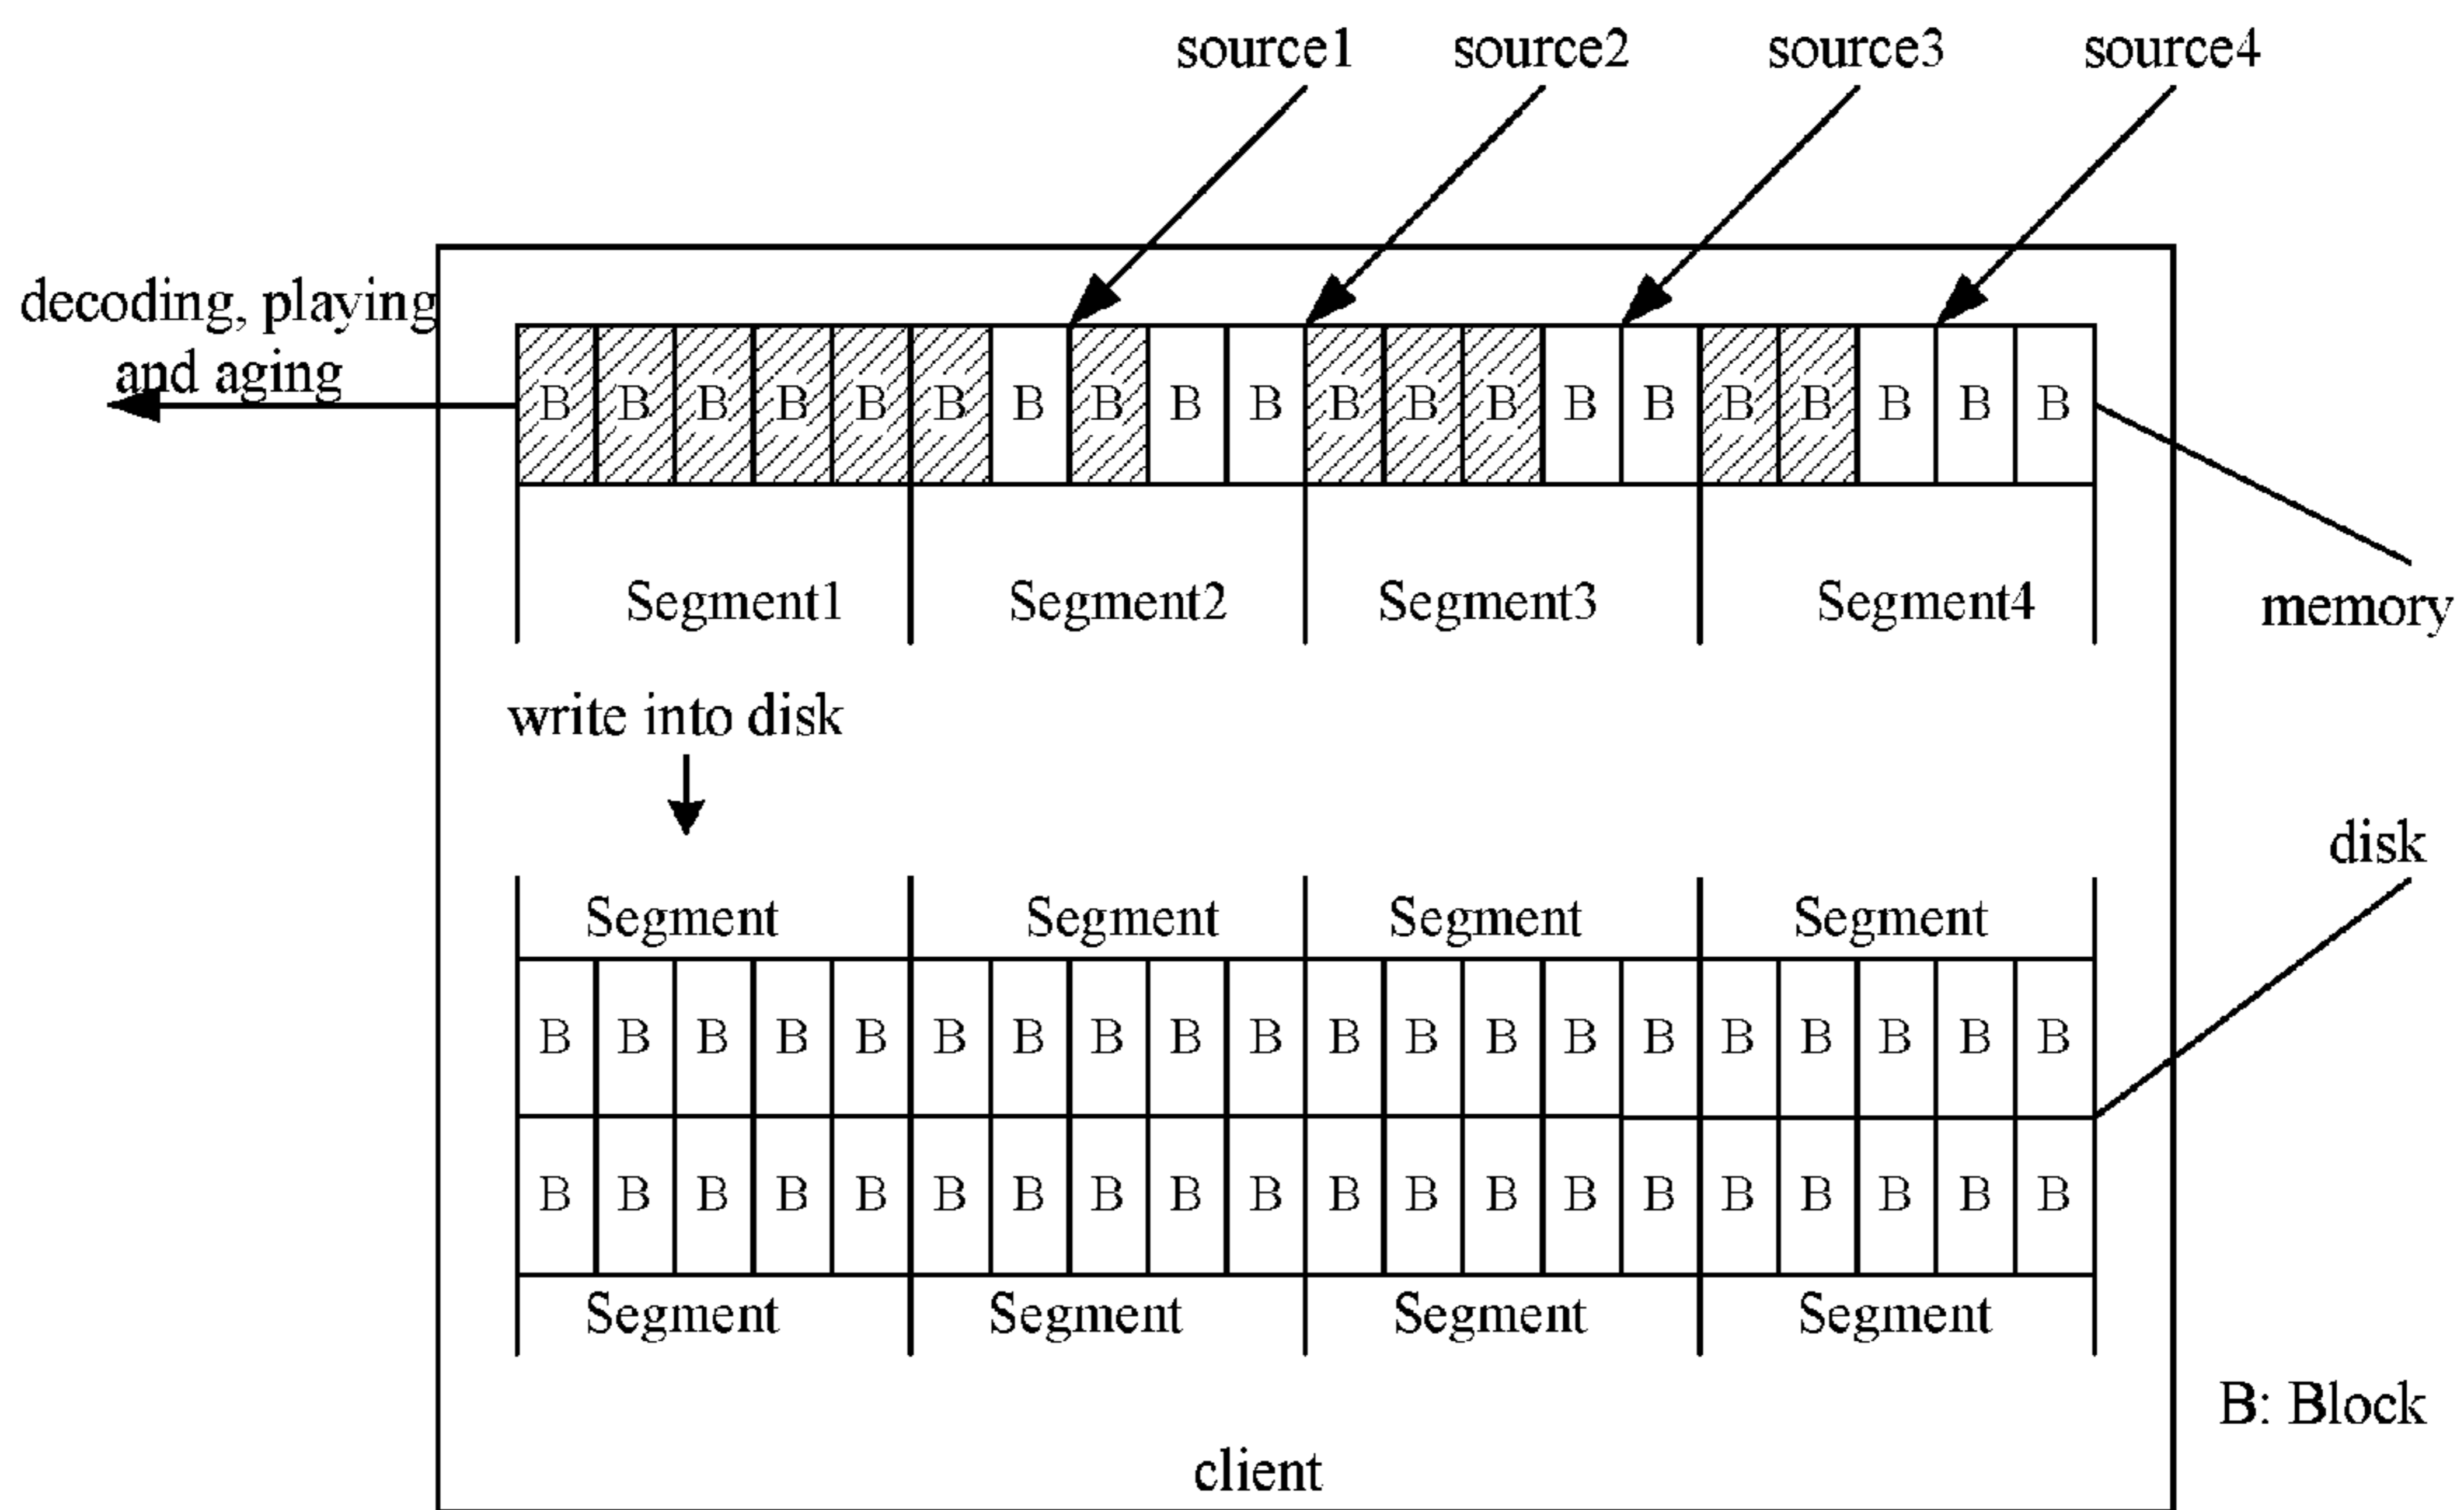 source1 source2 source3 source4
decoding, playing
and aging
B B B B B B B B B B B B B B B B B B B B
Segment1 Segment2 Segment3 Segment4
memory
write into disk
disk
Segment Segment Segment Segment
B B B B B B B B B B B B B B B B B B B B
B B B B B B B B B B B B B B B B B B B B
Segment Segment Segment Segment
B: Block
client